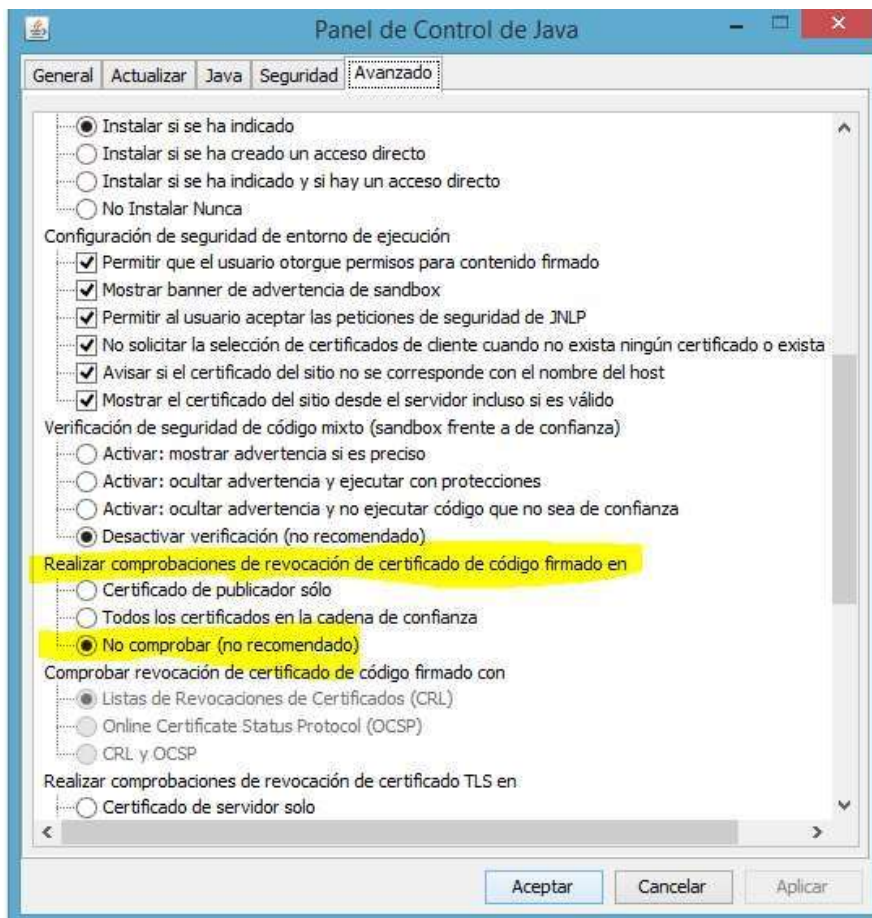 Panel de Control de Java
General Actualizar Java Seguridad Avanzado
Instalar si se ha indicado
Instalar si se ha creado un acceso directo
Instalar si se ha indicado y si hay un acceso directo
No Instalar Nunca
Configuración de seguridad de entorno de ejecución
Permitir que el usuario otorgue permisos para contenido firmado
Mostrar banner de advertencia de sandbox
Permitir al usuario aceptar las peticiones de seguridad de JNLP
No solicitar la selección de certificados de cliente cuando no exista ningún certificado o exista
Avisar si el certificado del sitio no se corresponde con el nombre del host
Mostrar el certificado del sitio desde el servidor incluso si es válido
Verificación de seguridad de código mixto (sandbox frente a de confianza)
Activar: mostrar advertencia si es preciso
Activar: ocultar advertencia y ejecutar con protecciones
Activar: ocultar advertencia y no ejecutar código que no sea de confianza
Desactivar verificación (no recomendado)
Realizar comprobaciones de revocación de certificado de código firmado en
Certificado de publicador sólo
Todos los certificados en la cadena de confianza
No comprobar (no recomendado)
Comprobar revocación de certificado de código firmado con
Listas de Revocaciones de Certificados (CRL)
Online Certificate Status Protocol (OCSP)
CRL y OCSP
Realizar comprobaciones de revocación de certificado TLS en
Certificado de servidor solo
Aceptar Cancelar Aplicar